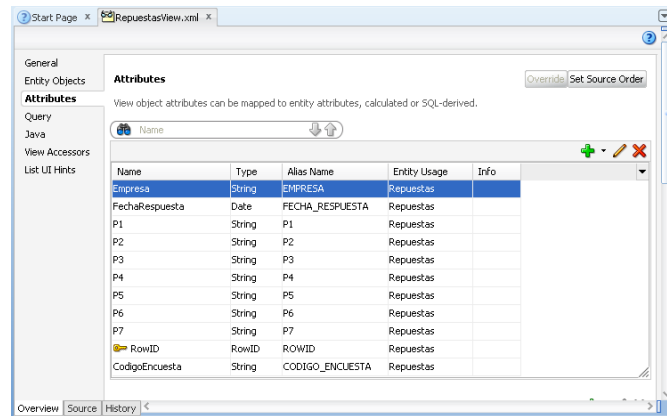 Start Page x RepuestasView.xml x
General
Entity Objects
Attributes
Query
Java
View Accessors
List UI Hints
Attributes
Override Set Source Order
View object attributes can be mapped to entity attributes, calculated or SQL-derived.
Name
Name Type Alias Name Entity Usage Info
Empresa String EMPRESA Repuestas
FechaRespuesta Date FECHA_RESPUESTA Repuestas
P1 String P1 Repuestas
P2 String P2 Repuestas
P3 String P3 Repuestas
P4 String P4 Repuestas
P5 String P5 Repuestas
P6 String P6 Repuestas
P7 String P7 Repuestas
RowID RowID ROWID Repuestas
CodigoEncuesta String CODIGO_ENCUESTA Repuestas
Overview Source History